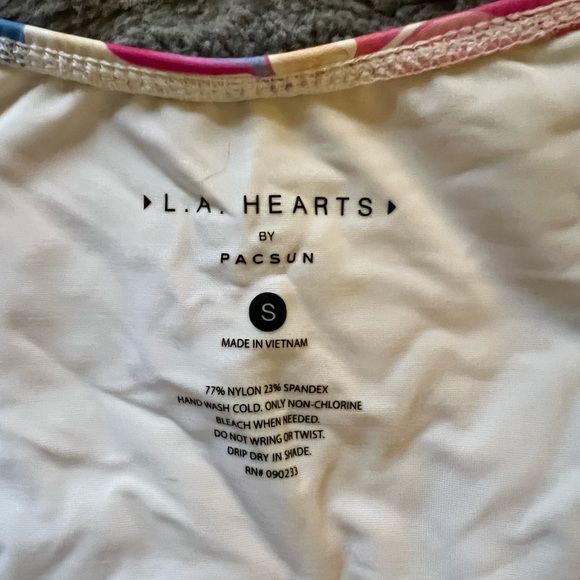 L.A. HEARTS
BY
PACSUN
S
MADE IN VIETNAM
77% NYLON 23% SPANDEX
HAND WASH COLD. ONLY NON-CHLORINE
BLEACH WHEN NEEDED.
DO NOT WRING OR TWIST.
DRIP DRY IN SHADE.
RN# 090233